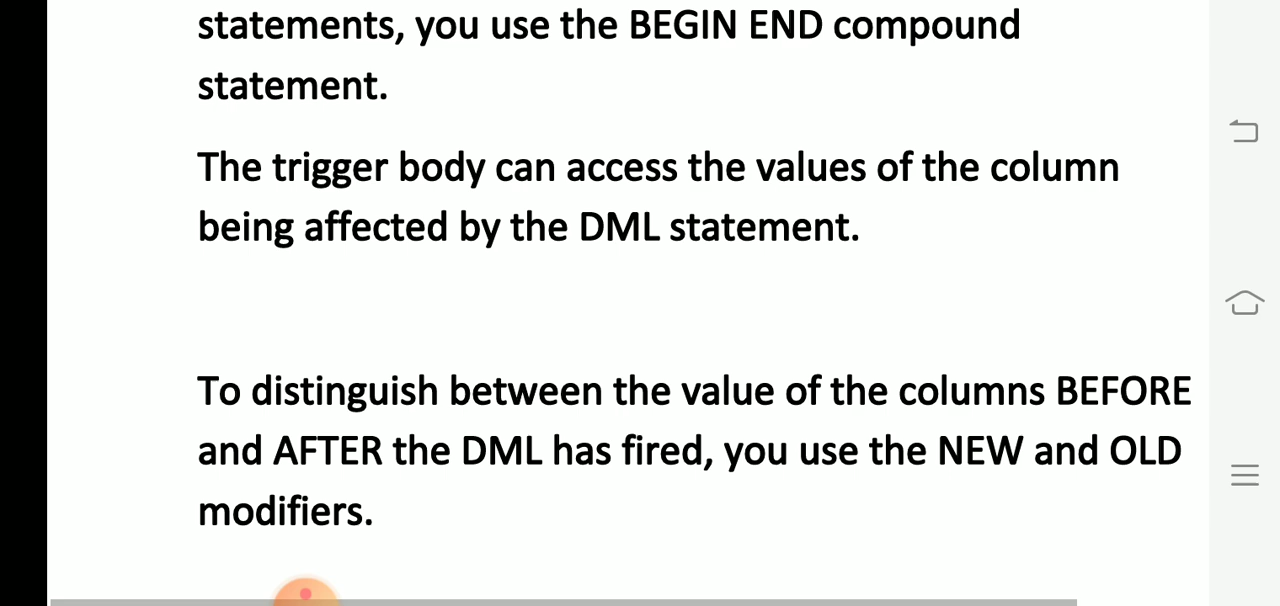 statements, you use the BEGIN END compound
statement.
The trigger body can access the values of the column
being affected by the DML statement.
To distinguish between the value of the columns BEFORE
and AFTER the DML has fired, you use the NEW and OLD
modifiers.